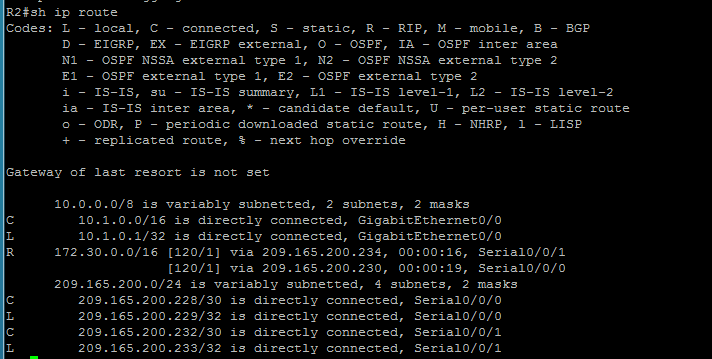 R2#sh ip route
Codes: L - local, C - connected, S - static, R - RIP, M - mobile, B - BGP
       D - EIGRP, EX - EIGRP external, O - OSPF, IA - OSPF inter area
       N1 - OSPF NSSA external type 1, N2 - OSPF NSSA external type 2
       E1 - OSPF external type 1, E2 - OSPF external type 2
       i - IS-IS, su - IS-IS summary, L1 - IS-IS level-1, L2 - IS-IS level-2
       ia - IS-IS inter area, * - candidate default, U - per-user static route
       o - ODR, P - periodic downloaded static route, H - NHRP, l - LISP
       + - replicated route, % - next hop override
Gateway of last resort is not set
      10.0.0.0/8 is variably subnetted, 2 subnets, 2 masks
C        10.1.0.0/16 is directly connected, GigabitEthernet0/0
L        10.1.0.1/32 is directly connected, GigabitEthernet0/0
R     172.30.0.0/16 [120/1] via 209.165.200.234, 00:00:16, Serial0/0/1
                    [120/1] via 209.165.200.230, 00:00:19, Serial0/0/0
      209.165.200.0/24 is variably subnetted, 4 subnets, 2 masks
C        209.165.200.228/30 is directly connected, Serial0/0/0
L        209.165.200.229/32 is directly connected, Serial0/0/0
C        209.165.200.232/30 is directly connected, Serial0/0/1
L        209.165.200.233/32 is directly connected, Serial0/0/1